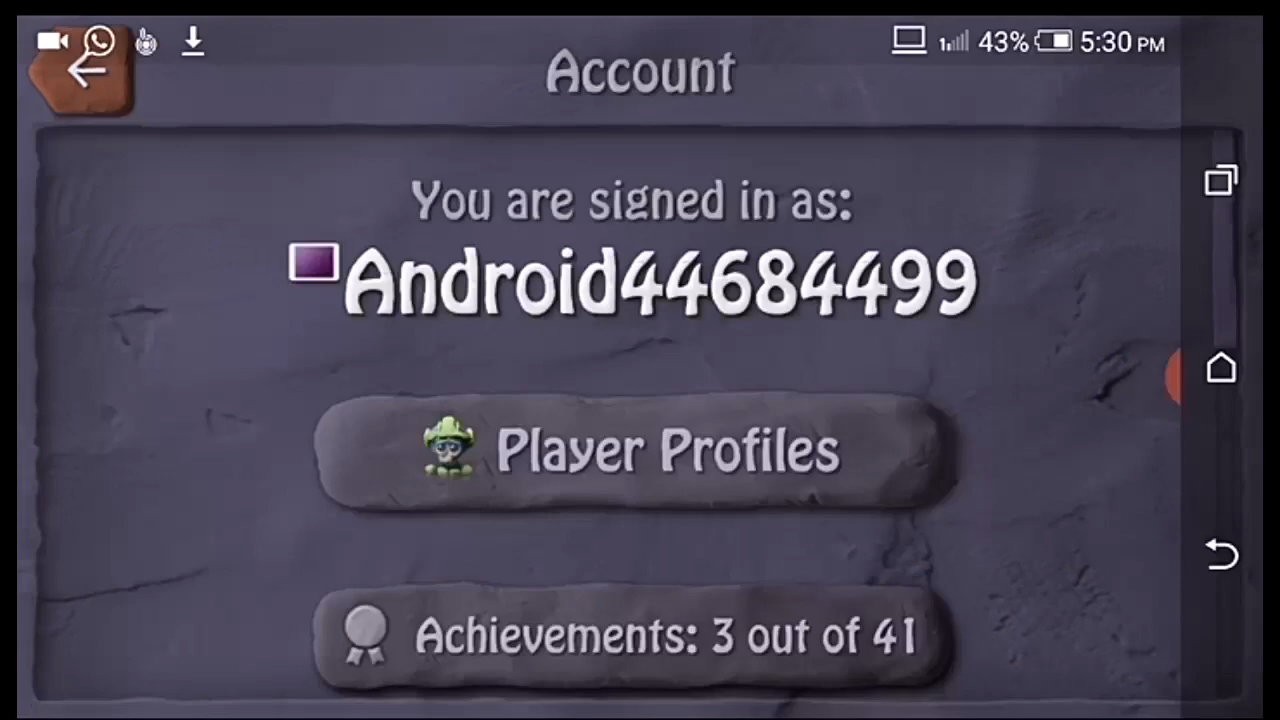 43% 5:30 PM
Account
You are signed in as:
Android44684499
Player Profiles
Achievements: 3 out of 41